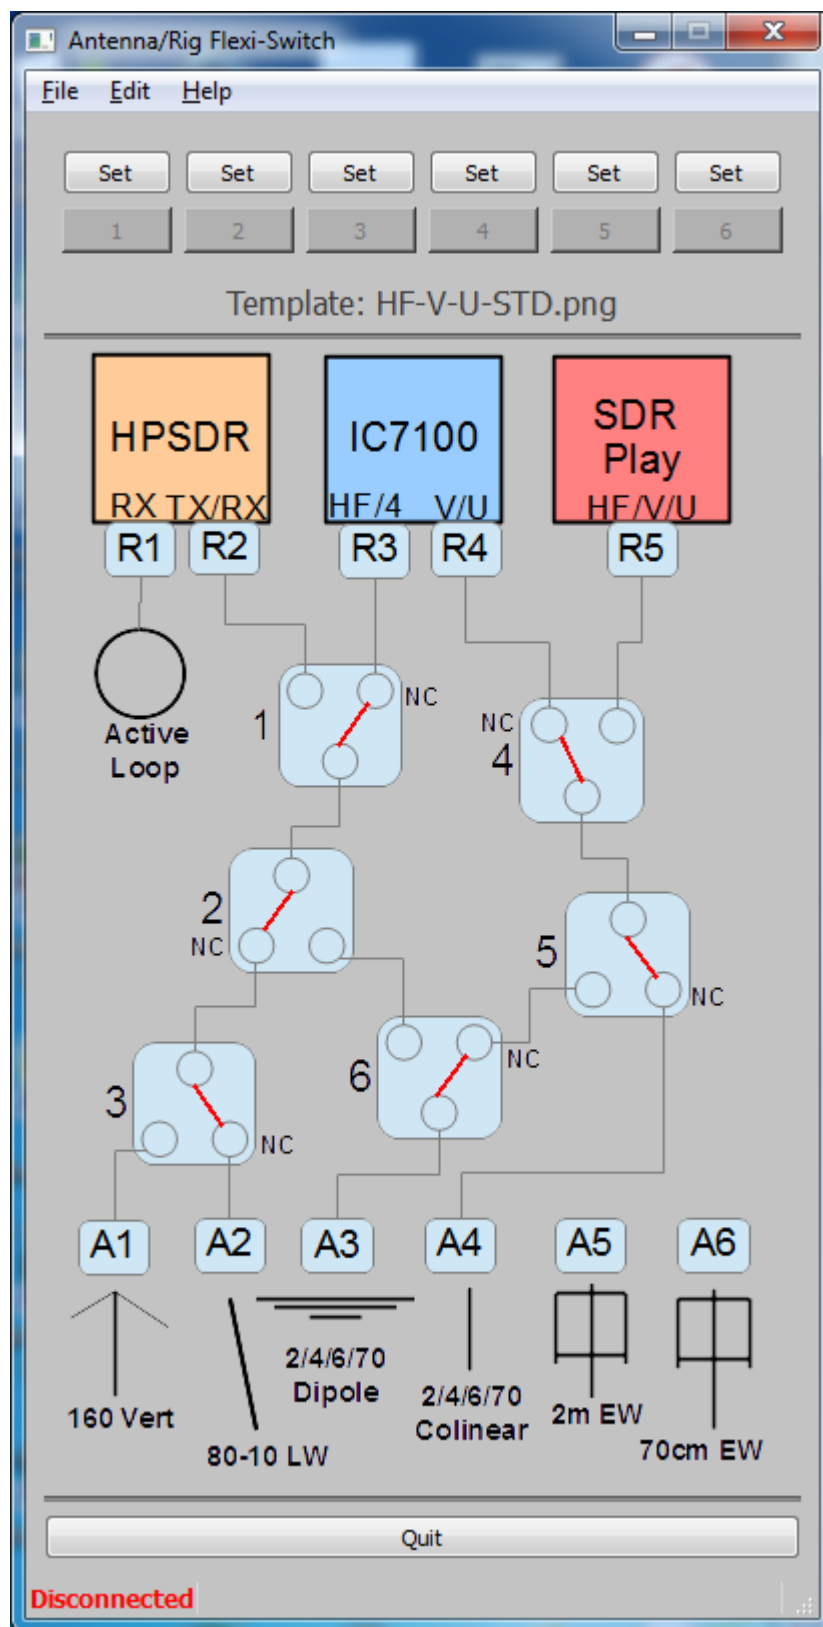 Antenna/Rig Flexi-Switch
File Edit Help
Set Set Set Set Set Set
1 2 3 4 5 6
Template: HF-V-U-STD.png
HPSDR
RX TX/RX
IC7100
HF/4 V/U
SDR
Play
HF/V/U
R1 R2 R3 R4 R5
Active
Loop
1
NC
NC
4
2
NC
5
NC
6
NC
3
NC
A1 A2 A3 A4 A5 A6
160 Vert
80-10 LW
2/4/6/70
Dipole
2/4/6/70
Colinear
2m EW
70cm EW
Quit
Disconnected